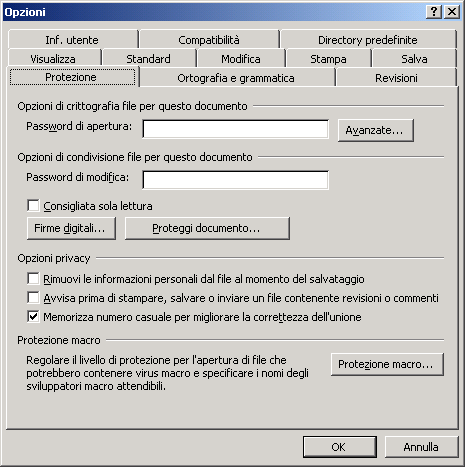 Opzioni
Inf. utente Compatibilità Directory predefinite
Visualizza Standard Modifica Stampa Salva
Protezione Ortografia e grammatica Revisioni
Opzioni di crittografia file per questo documento
Password di apertura: Avanzate...
Opzioni di condivisione file per questo documento
Password di modifica:
Consigliata sola lettura
Firme digitali... Proteggi documento...
Opzioni privacy
Rimuovi le informazioni personali dal file al momento del salvataggio
Avvisa prima di stampare, salvare o inviare un file contenente revisioni o commenti
Memorizza numero casuale per migliorare la correttezza dell'unione
Protezione macro
Regolare il livello di protezione per l'apertura di file che
potrebbero contenere virus macro e specificare i nomi degli
sviluppatori macro attendibili.
Protezione macro...
OK Annulla